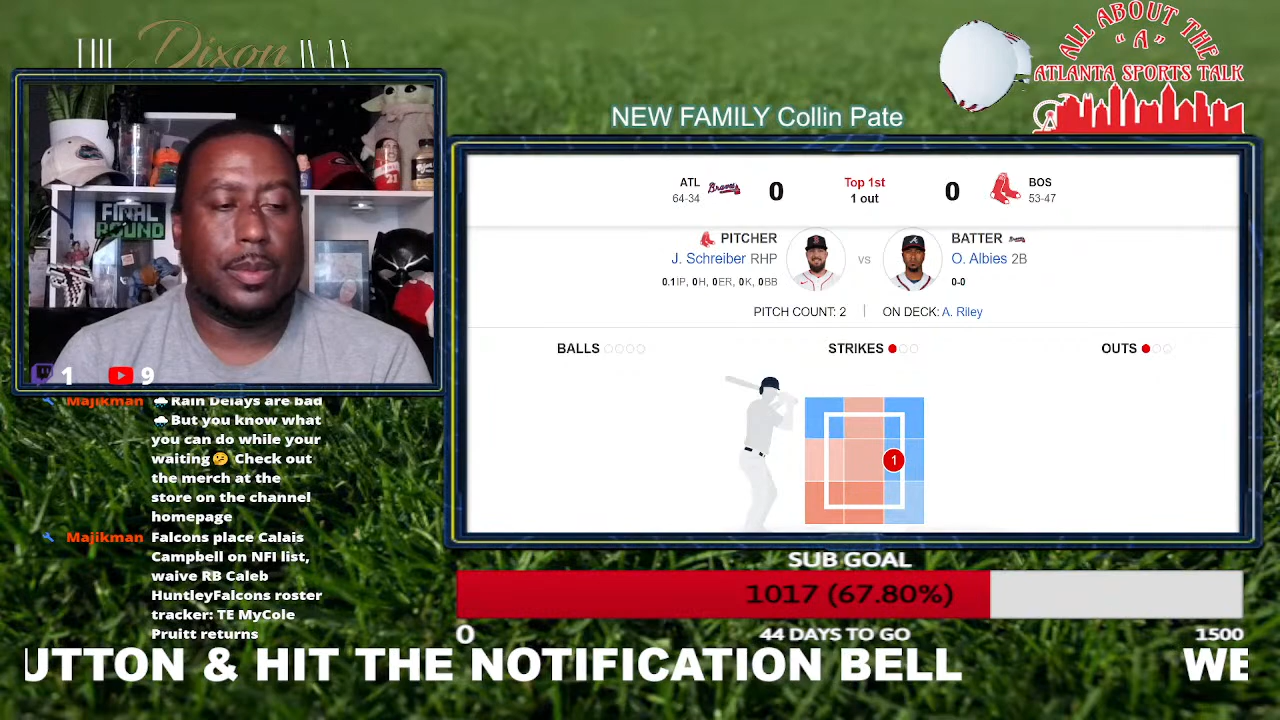 Dixon
ALL ABOUT THE
"A"
ATLANTA SPORTS TALK
NEW FAMILY Collin Pate
FINAL
ROUND
21
1
9
ATL
64-34
Braves
0
Top 1st
1 out
0
BOS
53-47
PITCHER
J. Schreiber RHP
0.1IP, 0H, 0ER, 0K, 0BB
vs
BATTER
O. Albies 2B
0-0
PITCH COUNT: 2
ON DECK: A. Riley
BALLS
STRIKES
OUTS
1
Majikman Rain Delays are bad
But you know what
you can do while your
waiting Check out
the merch at the
store on the channel
homepage
Majikman Falcons place Calais
Campbell on NFI list,
waive RB Caleb
HuntleyFalcons roster
tracker: TE MyCole
Pruitt returns
SUB GOAL
1017 (67.80%)
0
44 DAYS TO GO
1500
UTTON & HIT THE NOTIFICATION BELL
WE